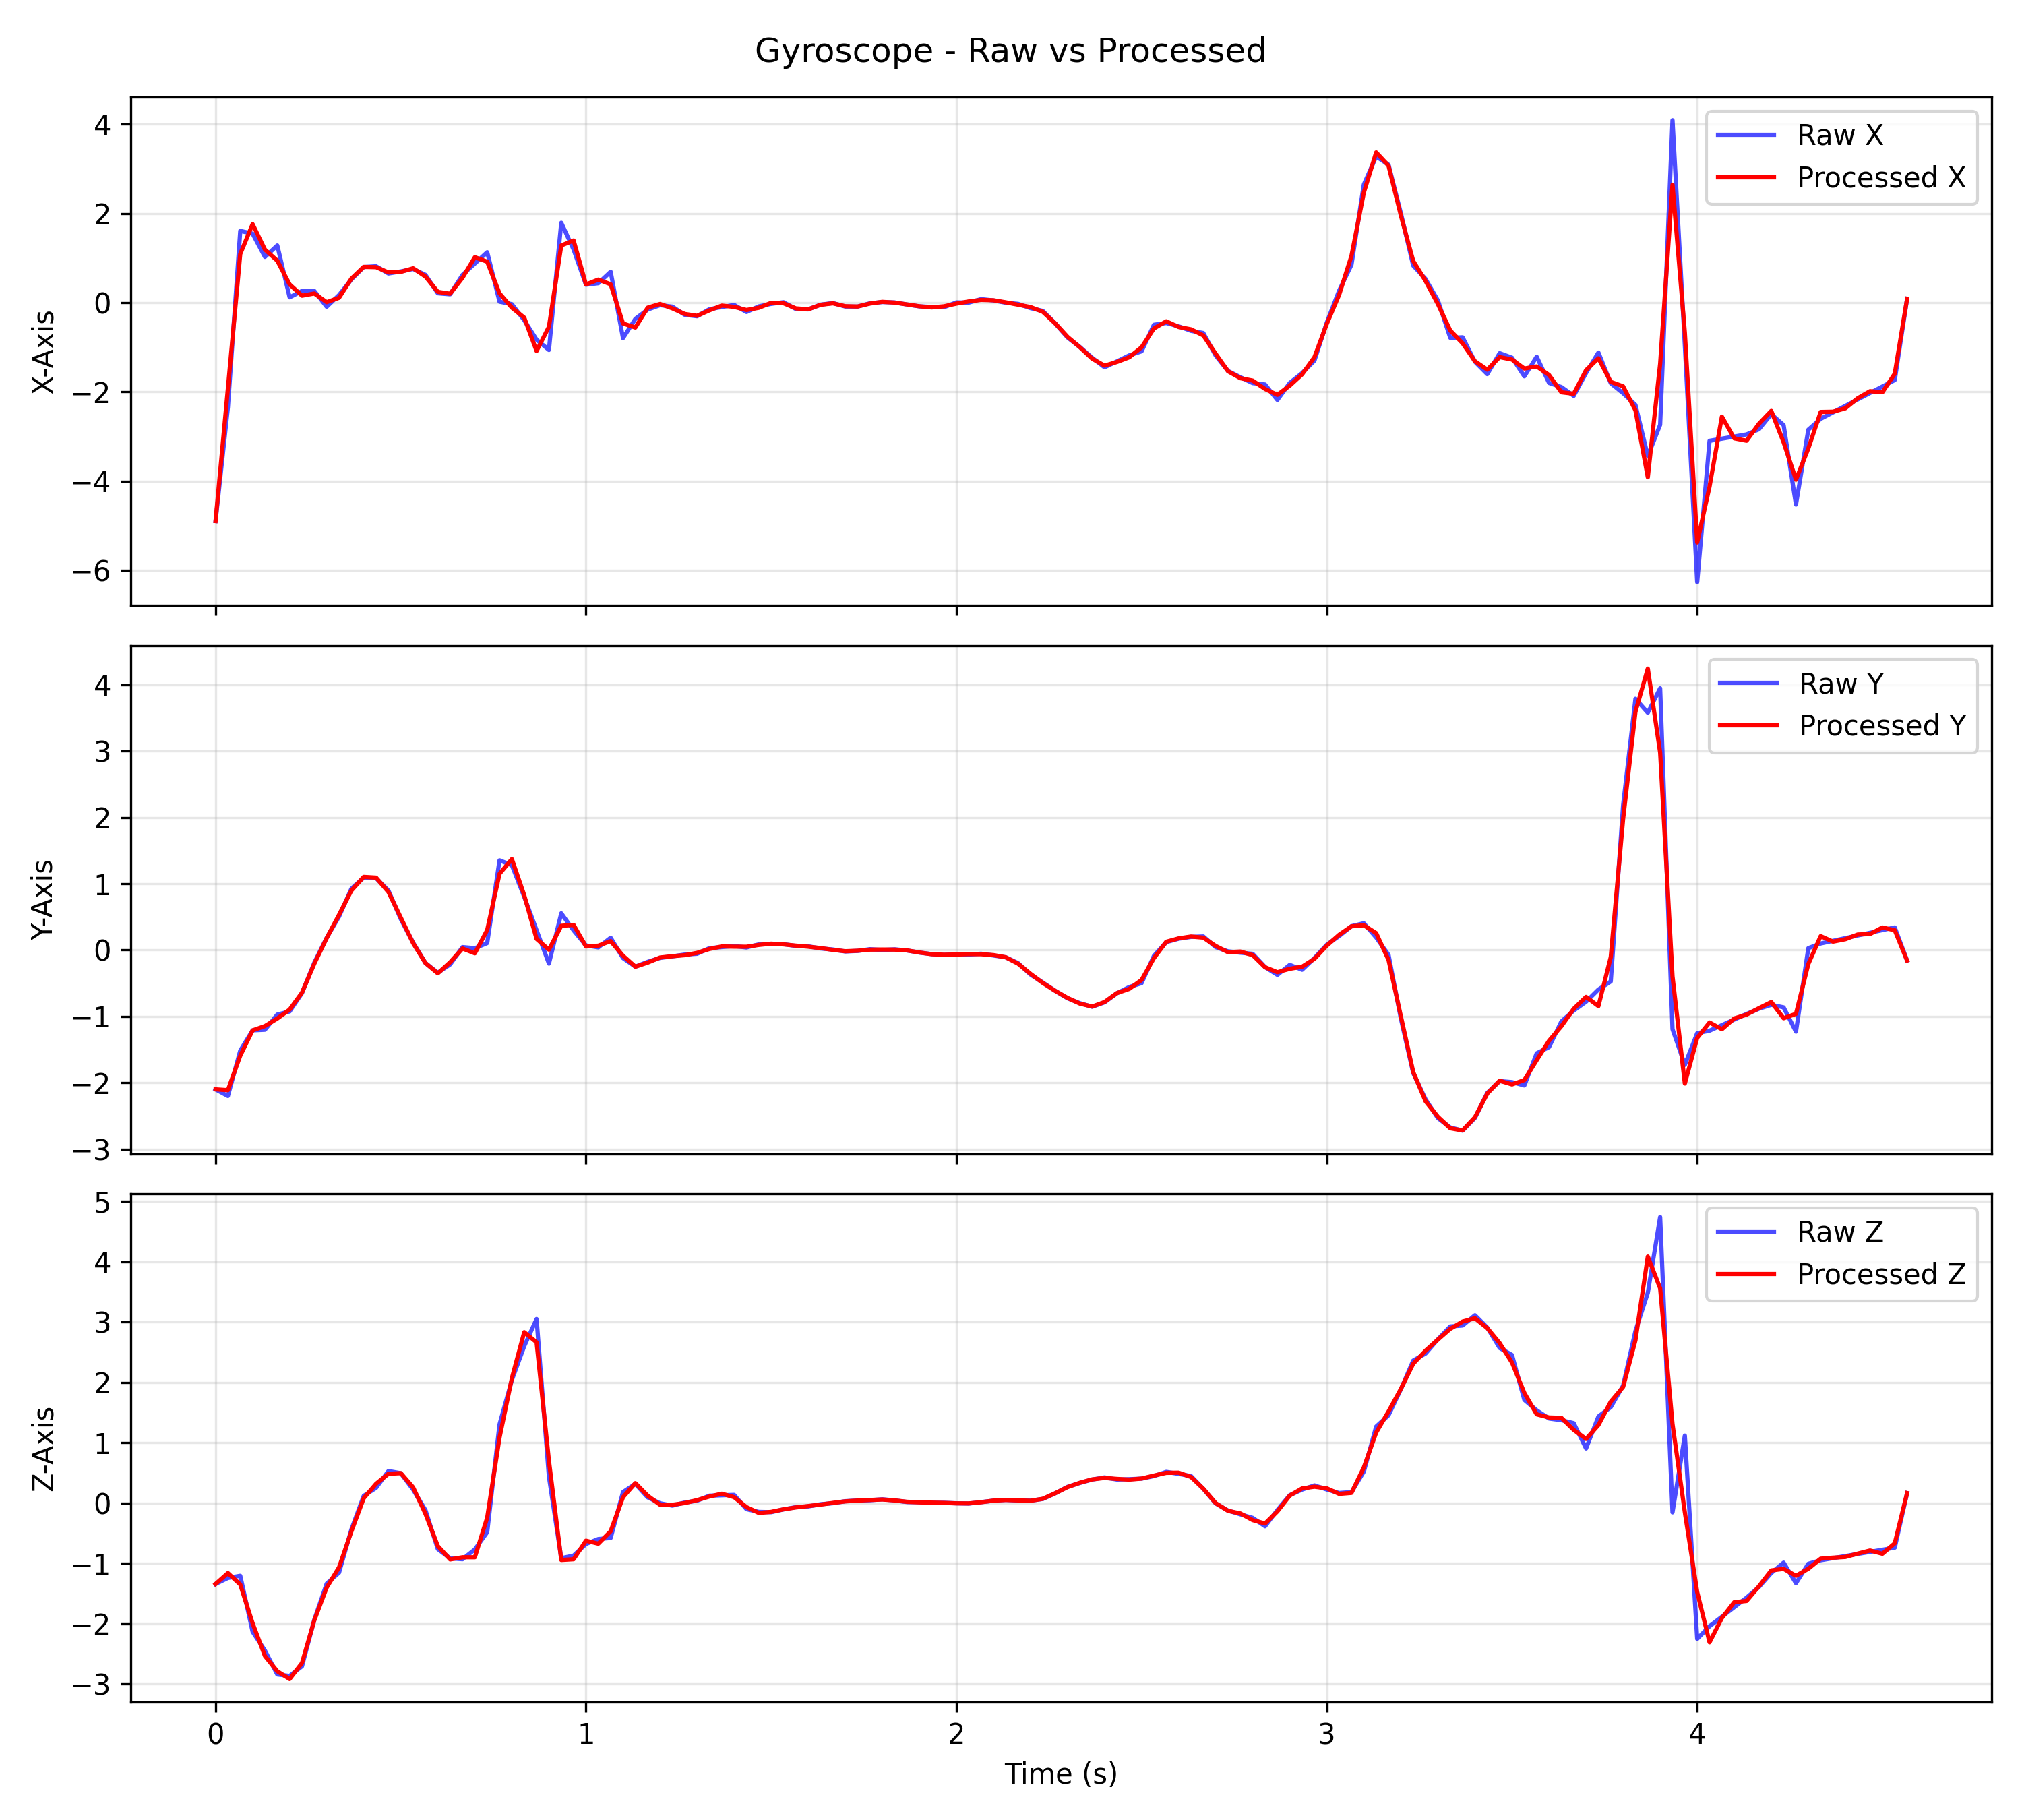 Gyroscope - Raw vs Processed
4
2
0
−2
−4
−6
X-Axis
Raw X
Processed X
4
3
2
1
0
−1
−2
−3
Y-Axis
Raw Y
Processed Y
5
4
3
2
1
0
−1
−2
−3
Z-Axis
Raw Z
Processed Z
0 1 2 3 4
Time (s)